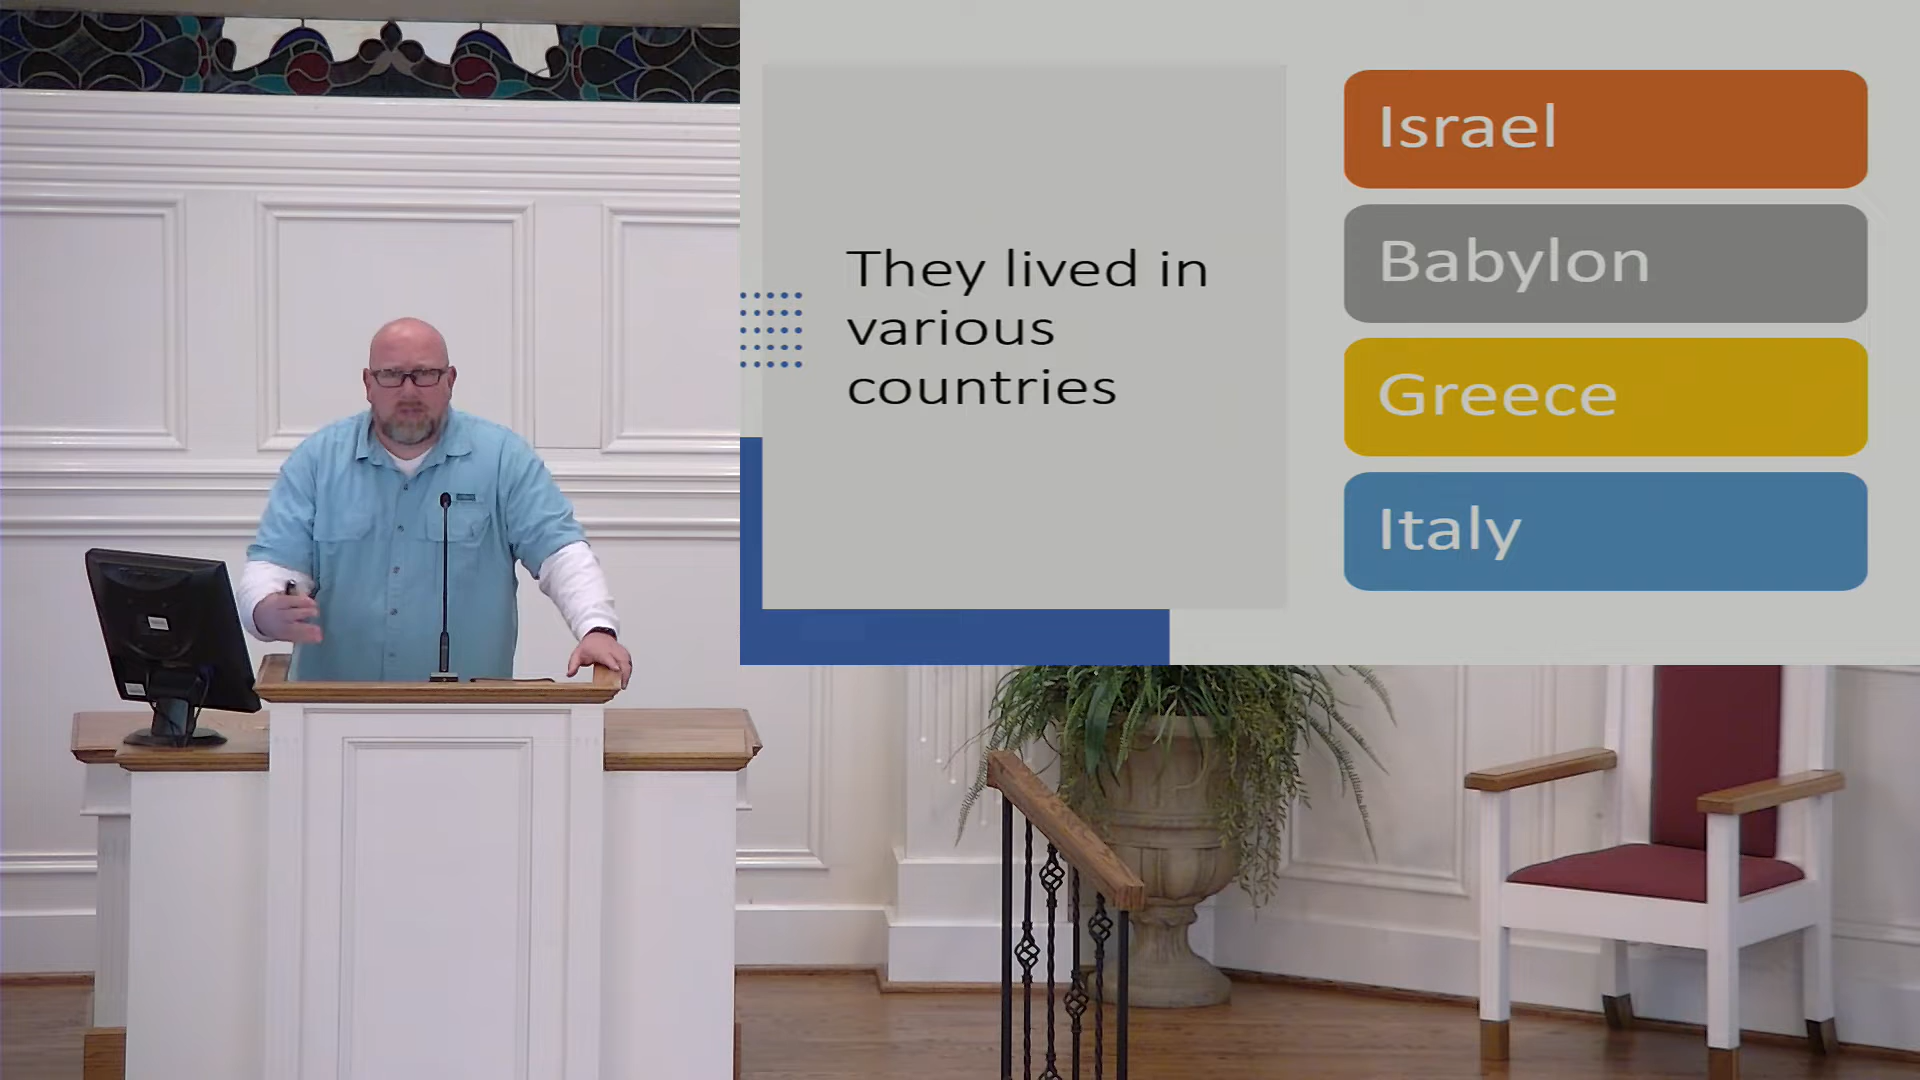 They lived in
various
countries
Israel
Babylon
Greece
Italy